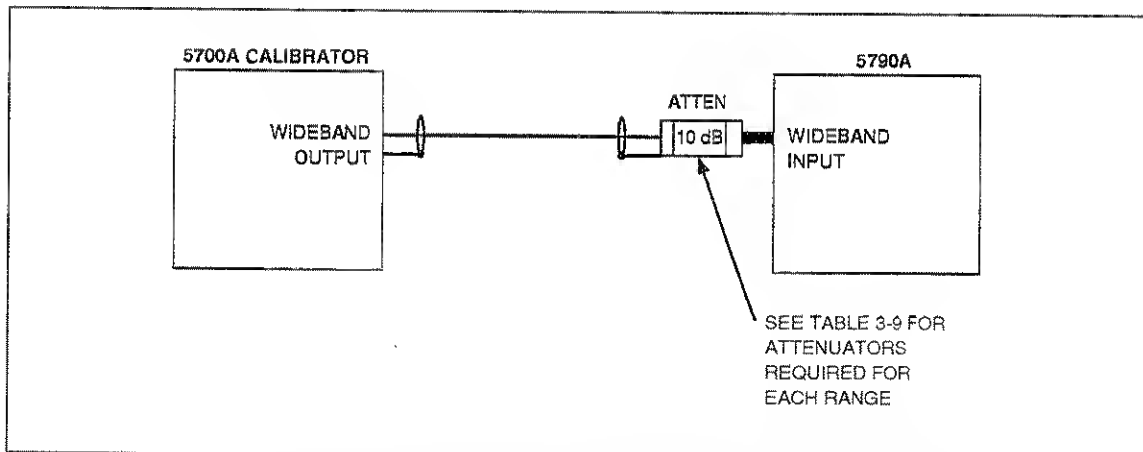 5700A CALIBRATOR
5790A
ATTEN
WIDEBAND
OUTPUT
10 dB
WIDEBAND
INPUT
SEE TABLE 3-9 FOR
ATTENUATORS
REQUIRED FOR
EACH RANGE